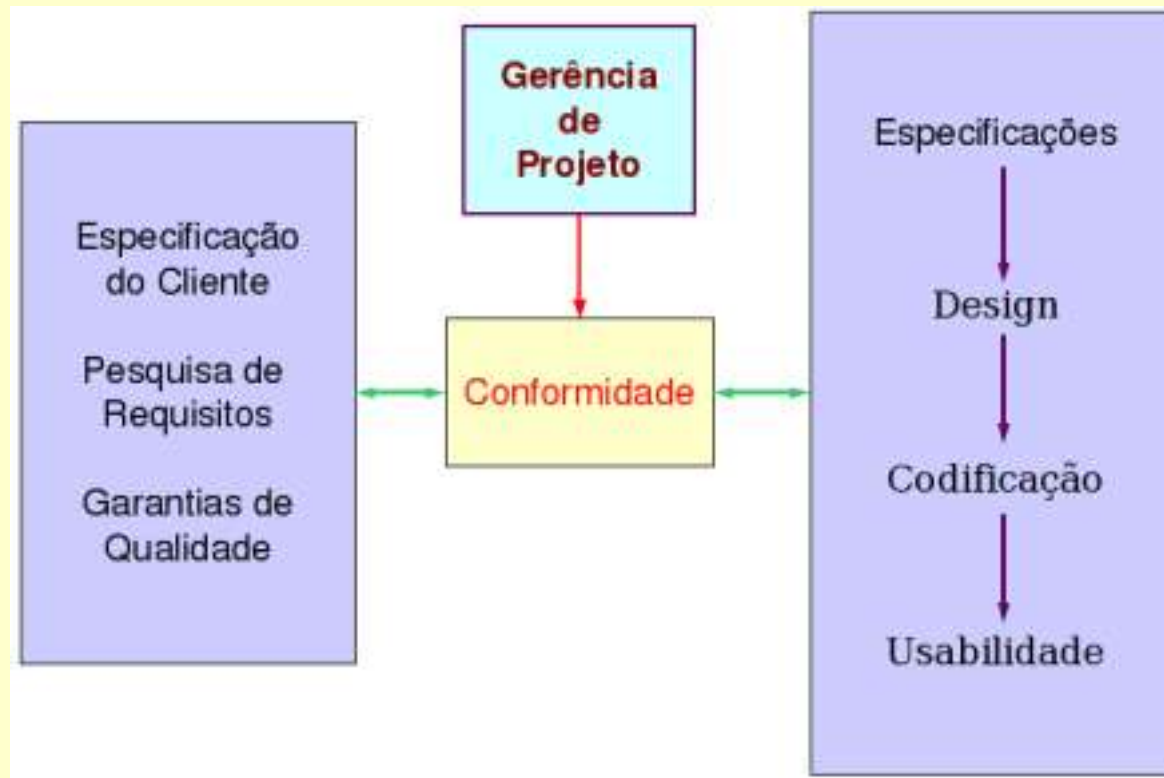 Gerência
de
Projeto
Especificação
do Cliente
Pesquisa de
Requisitos
Garantias de
Qualidade
Conformidade
Especificações
Design
Codificação
Usabilidade